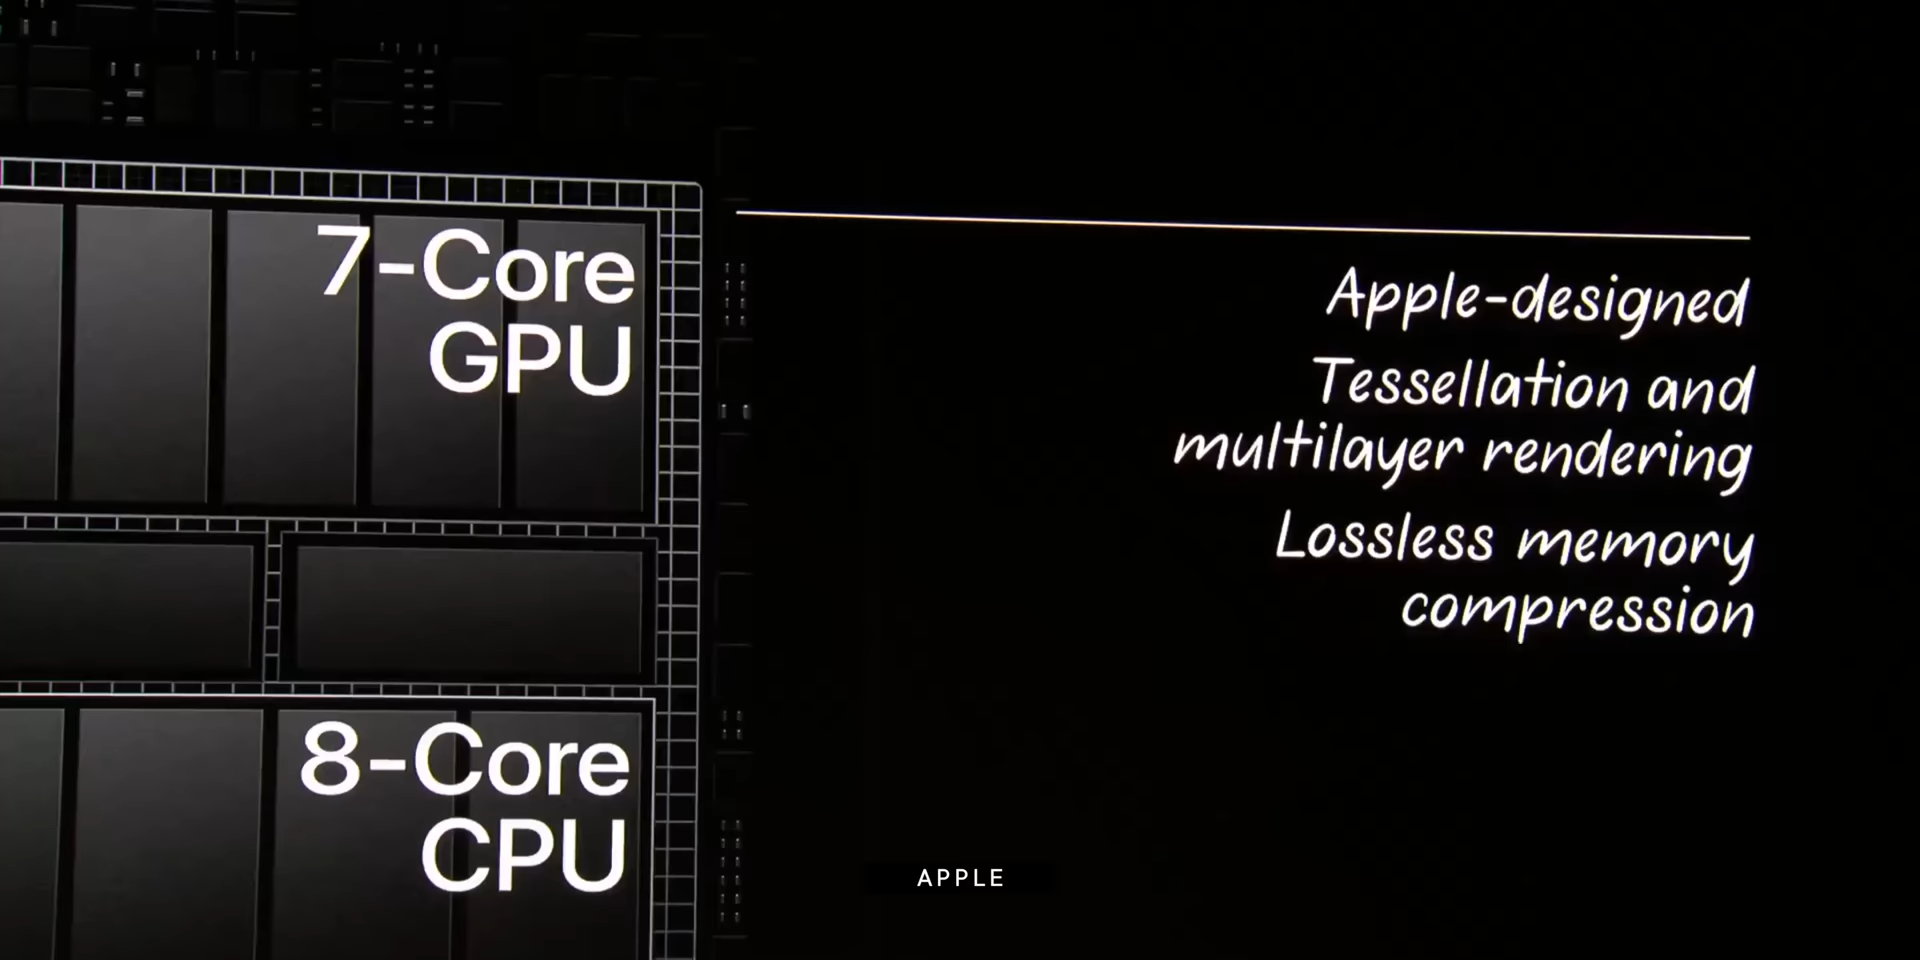 7-Core
GPU
Apple-designed
Tessellation and
multilayer rendering
Lossless memory
compression
8-Core
CPU
APPLE